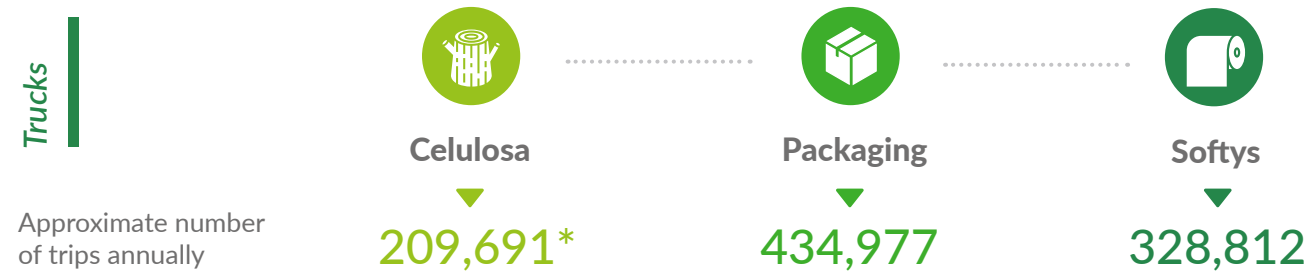 Trucks
Celulosa
Packaging
Softys
Approximate number
of trips annually
209,691*
434,977
328,812